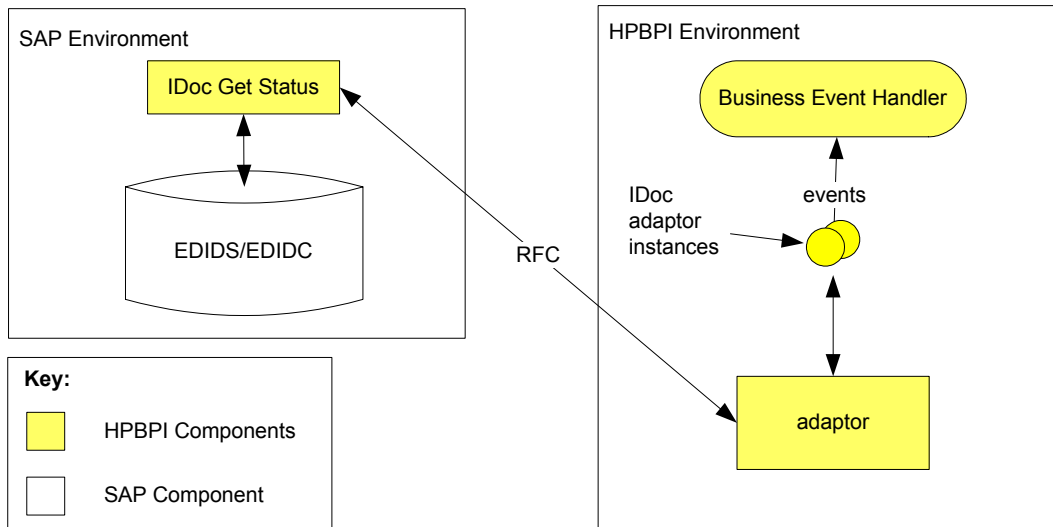 SAP Environment
IDoc Get Status
EDIDS/EDIDC
RFC
HPBPI Environment
Business Event Handler
events
IDoc
adaptor
instances
adaptor
Key:
HPBPI Components
SAP Component